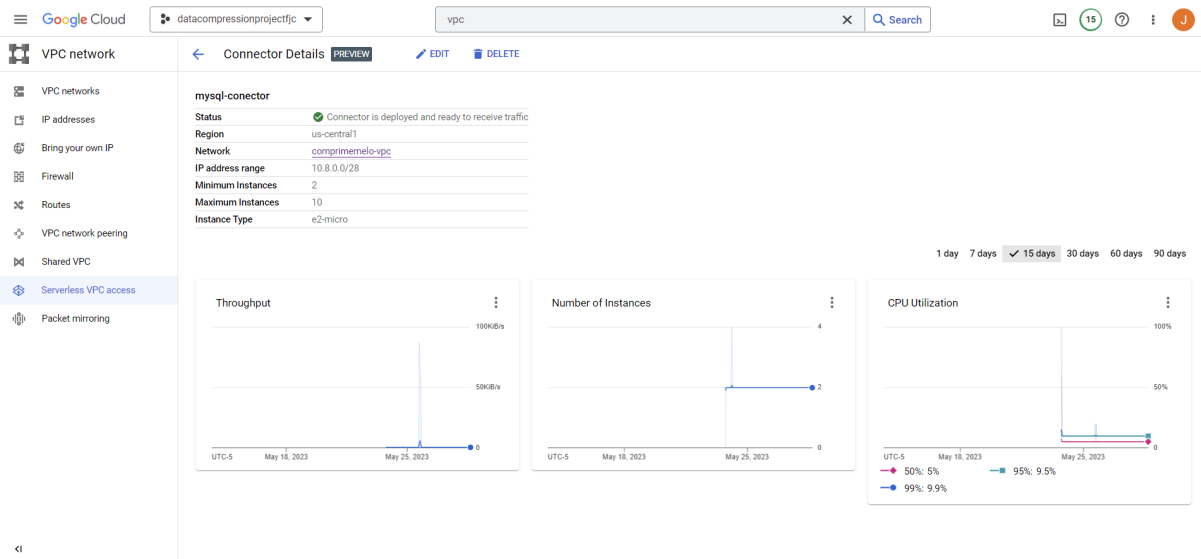 Google Cloud
datacompressionprojectfjc
vpc
Search
15
J
VPC network
Connector Details PREVIEW
EDIT
DELETE
VPC networks
IP addresses
Bring your own IP
Firewall
Routes
VPC network peering
Shared VPC
Serverless VPC access
Packet mirroring
mysql-conector
Status Connector is deployed and ready to receive traffic
Region us-central1
Network comprimemelo-vpc
IP address range 10.8.0.0/28
Minimum Instances 2
Maximum Instances 10
Instance Type e2-micro
1 day 7 days 15 days 30 days 60 days 90 days
Throughput
100KiB/s
50KiB/s
0
UTC-5 May 18, 2023 May 25, 2023
Number of Instances
4
2
0
UTC-5 May 18, 2023 May 25, 2023
CPU Utilization
100%
50%
0
UTC-5 May 18, 2023 May 25, 2023
50%: 5% 95%: 9.5%
99%: 9.9%